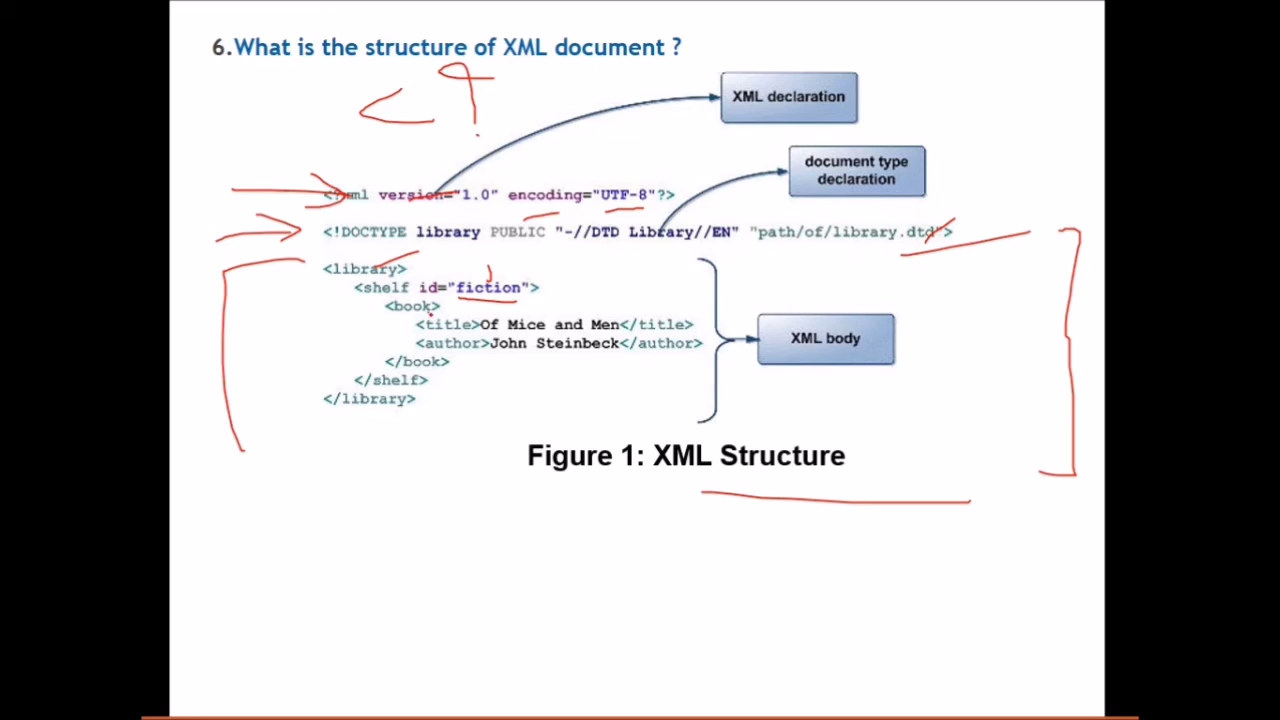 6.What is the structure of XML document ?
<?
XML declaration
document type
declaration
<?xml version="1.0" encoding="UTF-8"?>
<!DOCTYPE library PUBLIC "-//DTD Library//EN" "path/of/library.dtd">
<library>
<shelf id="fiction">
<book>
<title>Of Mice and Men</title>
<author>John Steinbeck</author>
</book>
</shelf>
</library>
XML body
Figure 1: XML Structure